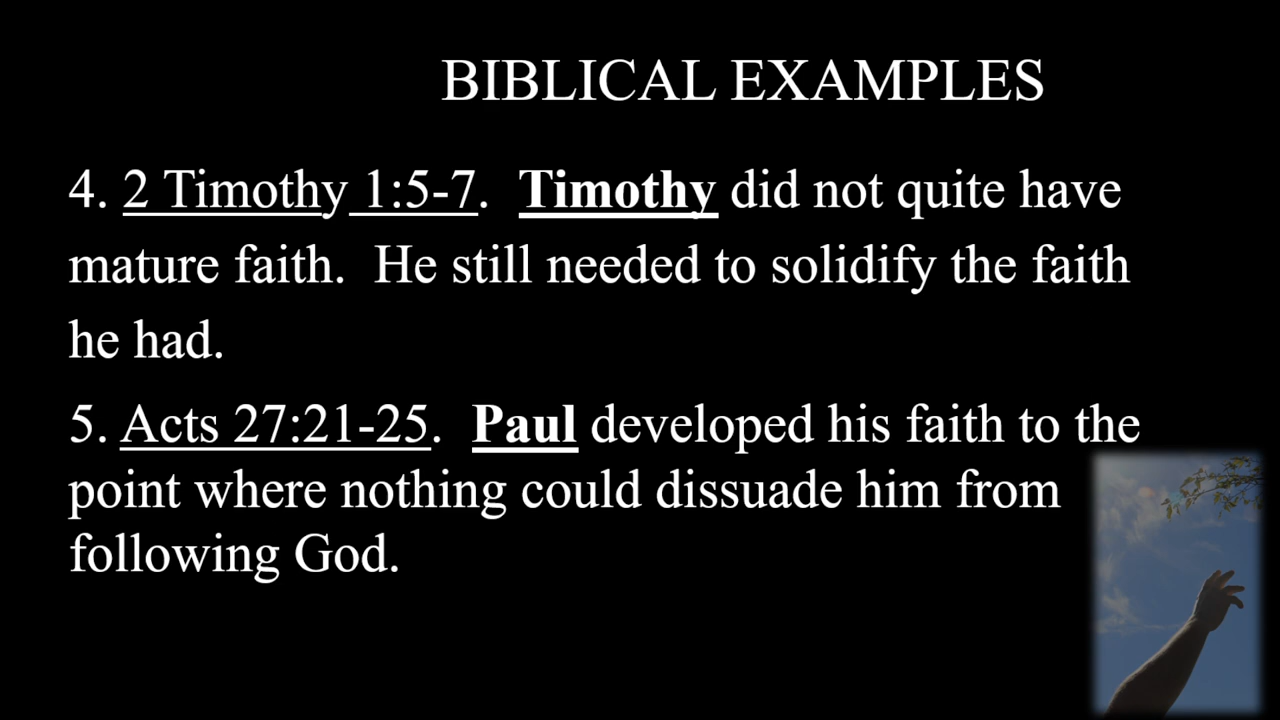 BIBLICAL EXAMPLES
4. 2 Timothy 1:5-7.  Timothy did not quite have
mature faith.  He still needed to solidify the faith
he had.
5. Acts 27:21-25.  Paul developed his faith to the
point where nothing could dissuade him from
following God.